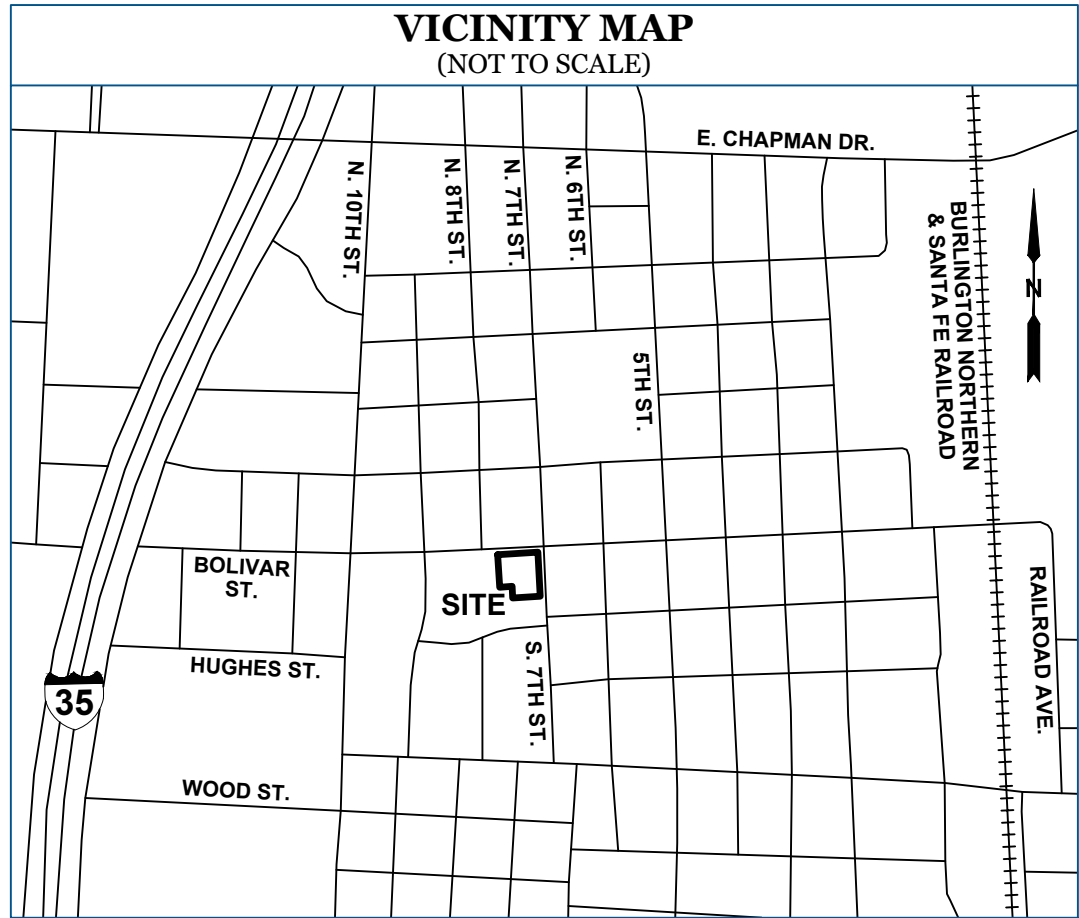 VICINITY MAP
(NOT TO SCALE)
E. CHAPMAN DR.
N. 10TH ST.
N. 8TH ST.
N. 7TH ST.
N. 6TH ST.
BURLINGTON NORTHERN
& SANTA FE RAILROAD
N
5TH ST.
BOLIVAR
ST.
SITE
RAILROAD AVE.
HUGHES ST.
S. 7TH ST.
35
WOOD ST.